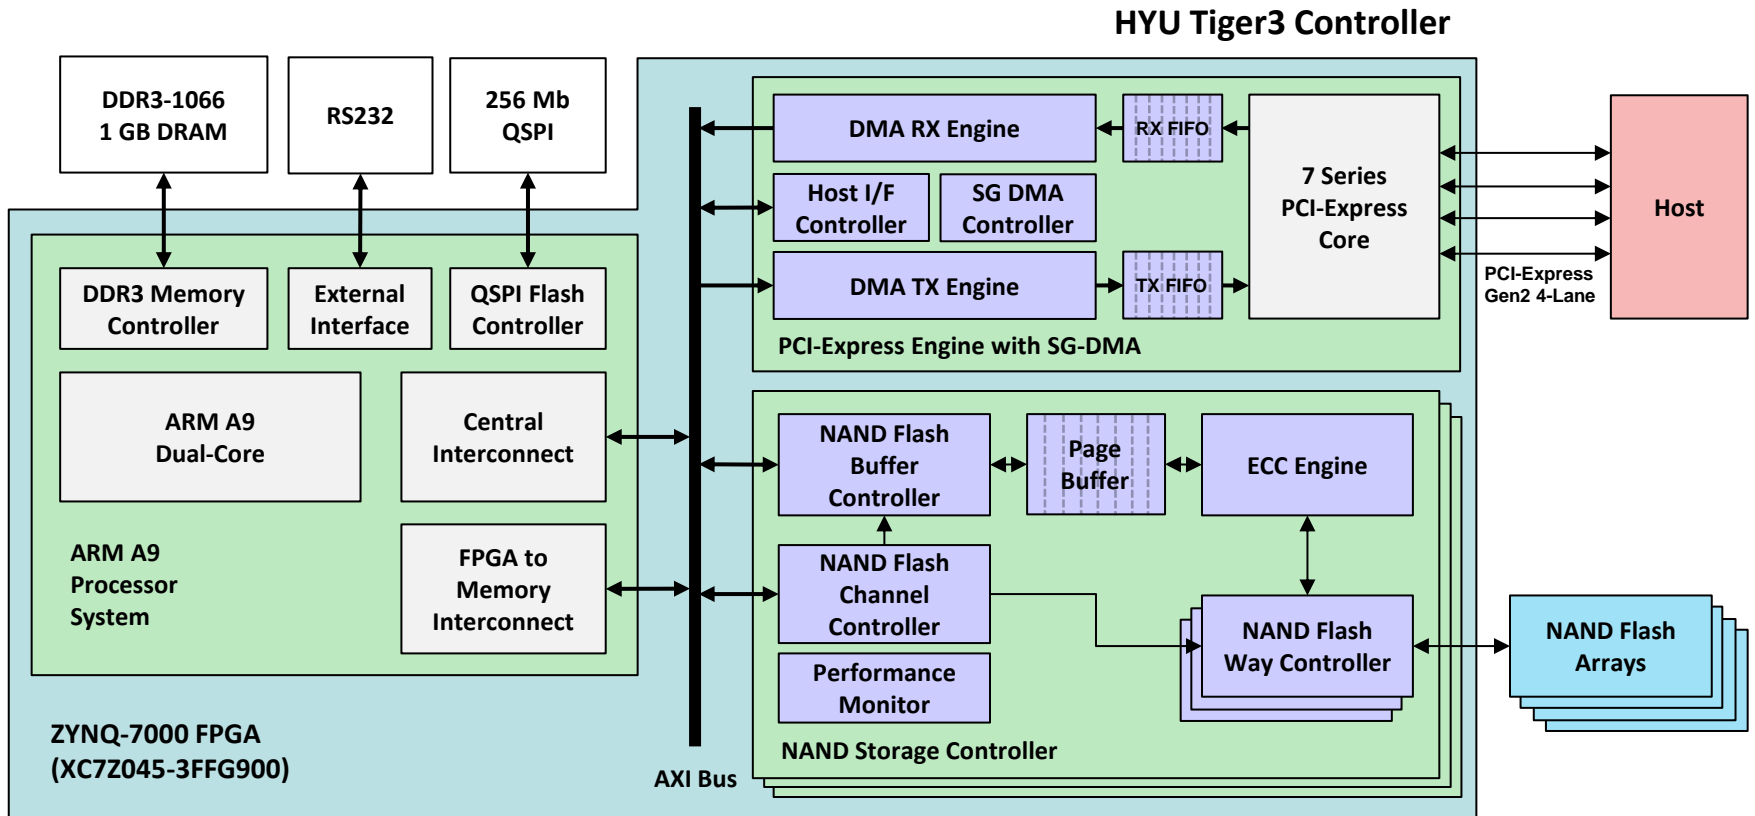 HYU Tiger3 Controller
DDR3-1066
1 GB DRAM
RS232
256 Mb
QSPI
DDR3 Memory
Controller
External
Interface
QSPI Flash
Controller
ARM A9
Dual-Core
Central
Interconnect
FPGA to
Memory
Interconnect
ARM A9
Processor
System
ZYNQ-7000 FPGA
(XC7Z045-3FFG900)
AXI Bus
DMA RX Engine
RX FIFO
Host I/F
Controller
SG DMA
Controller
DMA TX Engine
TX FIFO
7 Series
PCI-Express
Core
PCI-Express Engine with SG-DMA
PCI-Express
Gen2 4-Lane
Host
NAND Flash
Buffer
Controller
Page
Buffer
ECC Engine
NAND Flash
Channel
Controller
Performance
Monitor
NAND Flash
Way Controller
NAND Storage Controller
NAND Flash
Arrays